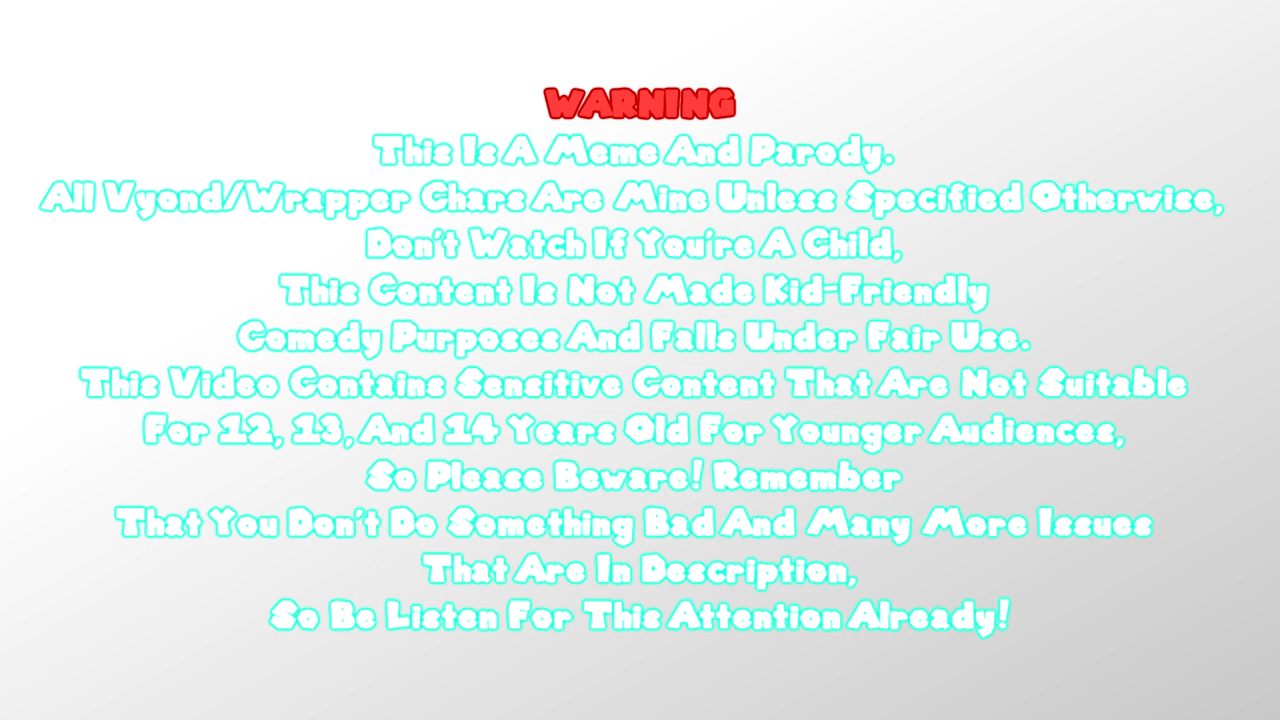 WARNING
This Is A Meme And Parody.
All Vyond/Wrapper Chars Are Mine Unless Specified Otherwise,
Don't Watch If You're A Child,
This Content Is Not Made Kid-Friendly
Comedy Purposes And Falls Under Fair Use.
This Video Contains Sensitive Content That Are Not Suitable
For 12, 13, And 14 Years Old For Younger Audiences,
So Please Beware! Remember
That You Don't Do Something Bad And Many More Issues
That Are In Description,
So Be Listen For This Attention Already!